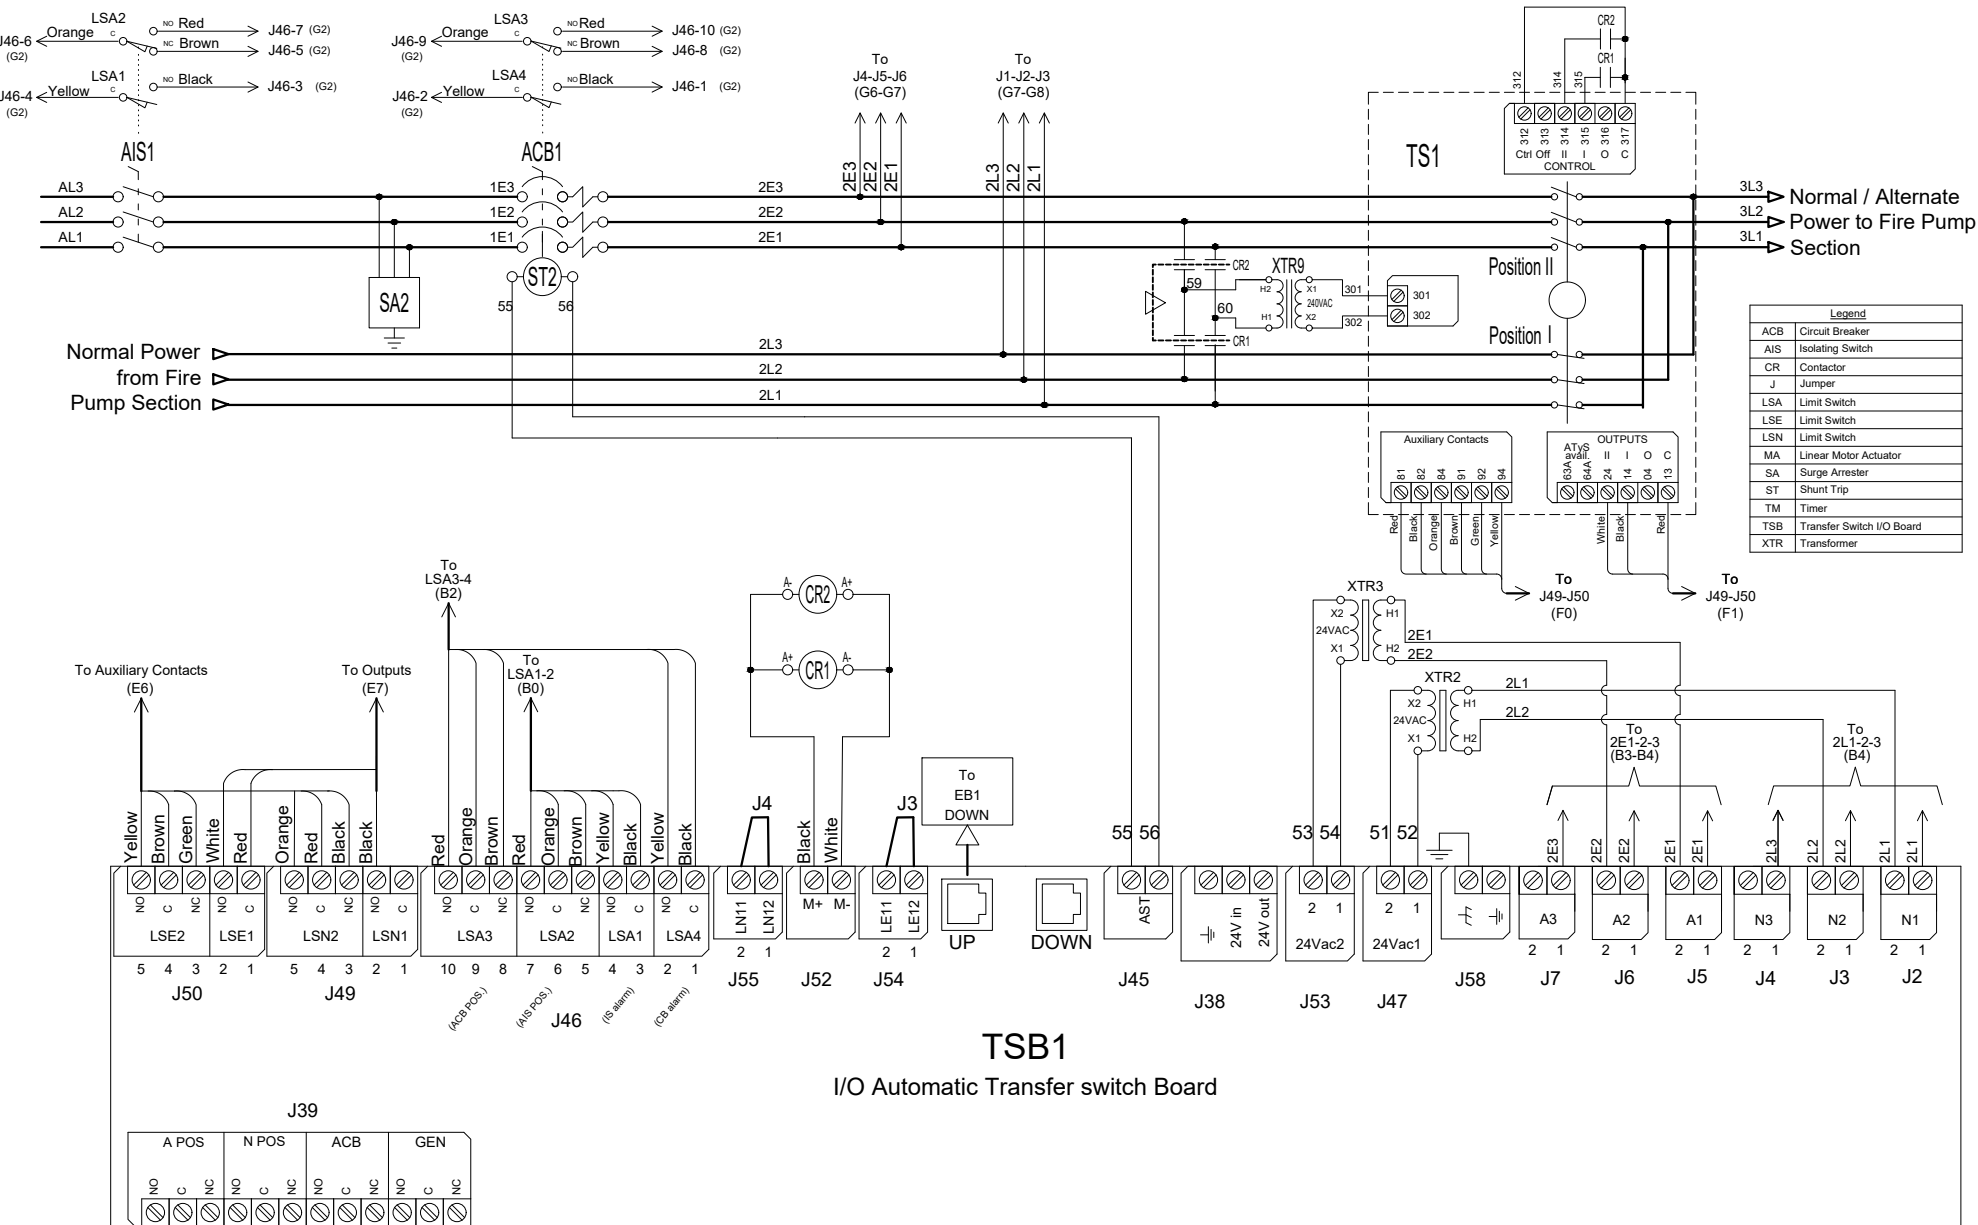 LSA2
Orange
C
NO Red
NC Brown
J46-6
(G2)
J46-7 (G2)
J46-5 (G2)
LSA1
Yellow
C
NO Black
J46-4
(G2)
J46-3 (G2)
LSA3
Orange
C
NO Red
NC Brown
J46-9
(G2)
J46-10 (G2)
J46-8 (G2)
LSA4
Yellow
C
NO Black
J46-2
(G2)
J46-1 (G2)
To
J4-J5-J6
(G6-G7)
To
J1-J2-J3
(G7-G8)
2E3
2E2
2E1
2L3
2L2
2L1
CR2
CR1
312
314
315
312
313
314
315
316
317
Ctrl Off II I O C
CONTROL
TS1
AIS1
ACB1
AL3
AL2
AL1
1E3
1E2
1E1
2E3
2E2
2E1
3L3
3L2
3L1
Normal / Alternate
Power to Fire Pump
Section
SA2
ST2
55
56
59
60
CR2
CR1
XTR9
H2
H1
X1
240VAC
X2
301
302
301
302
Position II
Position I
Normal Power
from Fire
Pump Section
2L3
2L2
2L1
Legend
ACB Circuit Breaker
AIS Isolating Switch
CR Contactor
J Jumper
LSA Limit Switch
LSE Limit Switch
LSN Limit Switch
MA Linear Motor Actuator
SA Surge Arrester
ST Shunt Trip
TM Timer
TSB Transfer Switch I/O Board
XTR Transformer
Auxiliary Contacts
81
82
84
91
92
94
Red
Black
Orange
Brown
Green
Yellow
To
J49-J50
(F0)
OUTPUTS
ATyS
avail. II I O C
63A
64A
24
14
04
13
White
Black
Red
To
J49-J50
(F1)
To
LSA3-4
(B2)
To
LSA1-2
(B0)
To Auxiliary Contacts
(E6)
To Outputs
(E7)
A- CR2 A+
A+ CR1 A-
XTR3
X2
24VAC
X1
H1
H2
2E1
2E2
XTR2
X2
24VAC
X1
H1
H2
2L1
2L2
To
2E1-2-3
(B3-B4)
To
2L1-2-3
(B4)
Yellow
Brown
Green
White
Red
Orange
Red
Black
Black
Red
Orange
Brown
Red
Orange
Brown
Yellow
Black
Yellow
Black
J4
Black
White
J3
To
EB1
DOWN
55 56
53 54
51 52
2E3
2E2
2E2
2E1
2E1
2L3
2L2
2L2
2L1
2L1
NO
C
NC
NO
C
NO
C
NC
NO
C
NO
C
NC
NO
C
NC
NO
C
NO
C
LSE2
LSE1
LSN2
LSN1
LSA3
LSA2
LSA1
LSA4
LN11
LN12
M+ M-
LE11
LE12
UP
DOWN
AST
24V in
24V out
2 1
24Vac2
2 1
24Vac1
A3
A2
A1
N3
N2
N1
5 4 3 2 1
5 4 3 2 1
10 9 8 7 6 5 4 3 2 1
2 1
2 1
2 1
2 1
2 1
2 1
2 1
2 1
J50
J49
(ACB POS.)
(AIS POS.)
J46
(IS alarm)
(CB alarm)
J55
J52
J54
J45
J38
J53
J47
J58
J7
J6
J5
J4
J3
J2
TSB1
I/O Automatic Transfer switch Board
J39
A POS
N POS
ACB
GEN
NO
C
NC
NO
C
NC
NO
C
NC
NO
C
NC